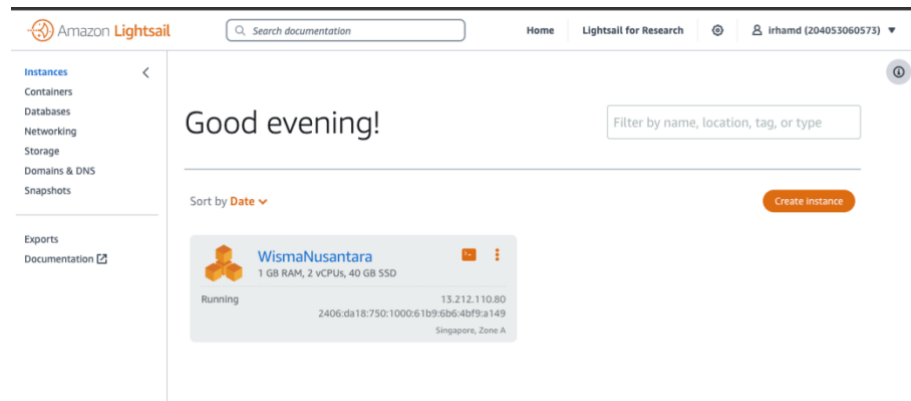 Amazon Lightsail
Search documentation
Home
Lightsail for Research
irhamd (204053060573)
Instances
Containers
Databases
Networking
Storage
Domains & DNS
Snapshots
Exports
Documentation
Good evening!
Filter by name, location, tag, or type
Sort by Date
Create instance
WismaNusantara
1 GB RAM, 2 vCPUs, 40 GB SSD
Running
13.212.110.80
2406:da18:750:1000:61b9:6b6:4bf9:a149
Singapore, Zone A